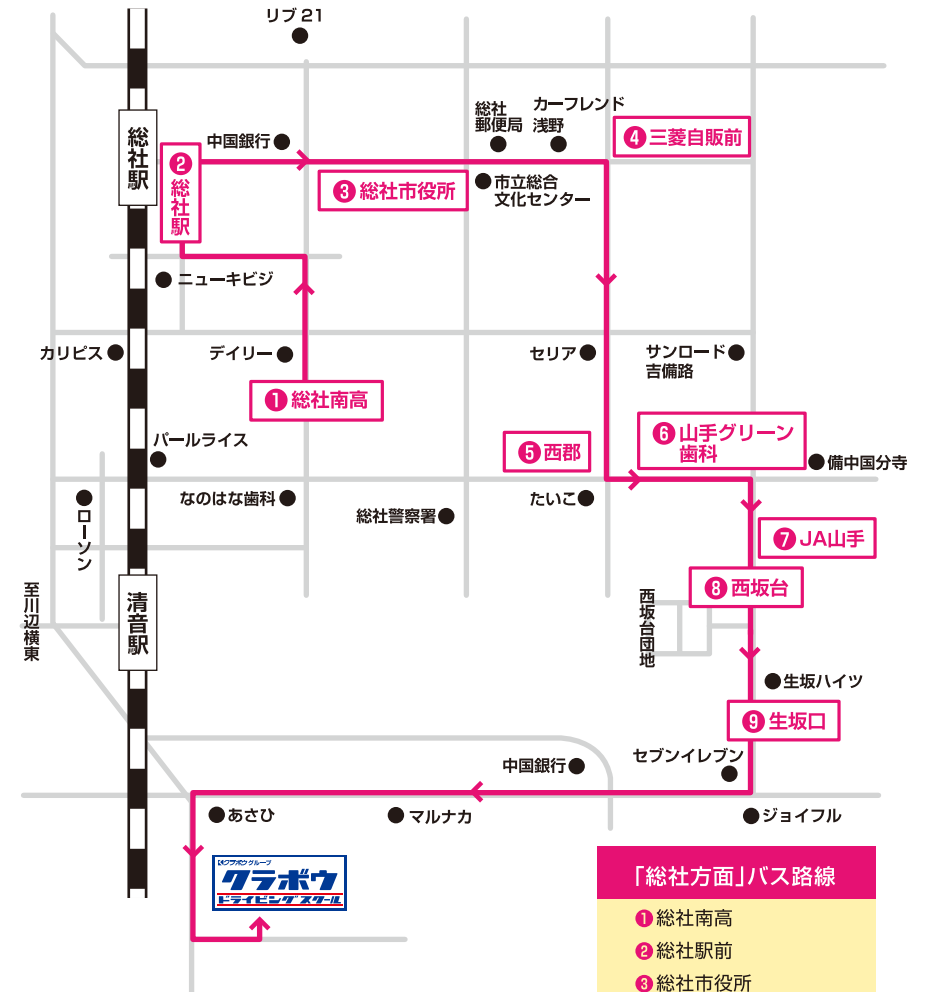 リブ21
総社駅
中国銀行
❷総社駅
総社
郵便局
カーフレンド
浅野
❹三菱自販前
❸総社市役所
市立総合
文化センター
ニューキビジ
カリピス
デイリー
セリア
サンロード
吉備路
❶総社南高
パールライス
❺西郡
❻山手グリーン
歯科
備中国分寺
ローソン
なのはな歯科
総社警察署
たいこ
❼JA山手
至川辺横東
清音駅
❽西坂台
西坂台団地
生坂ハイツ
❾生坂口
セブンイレブン
中国銀行
あさひ
マルナカ
ジョイフル
クラボウグループ
クラボウ
ドライビングスクール
「総社方面」バス路線
❶総社南高
❷総社駅前
❸総社市役所